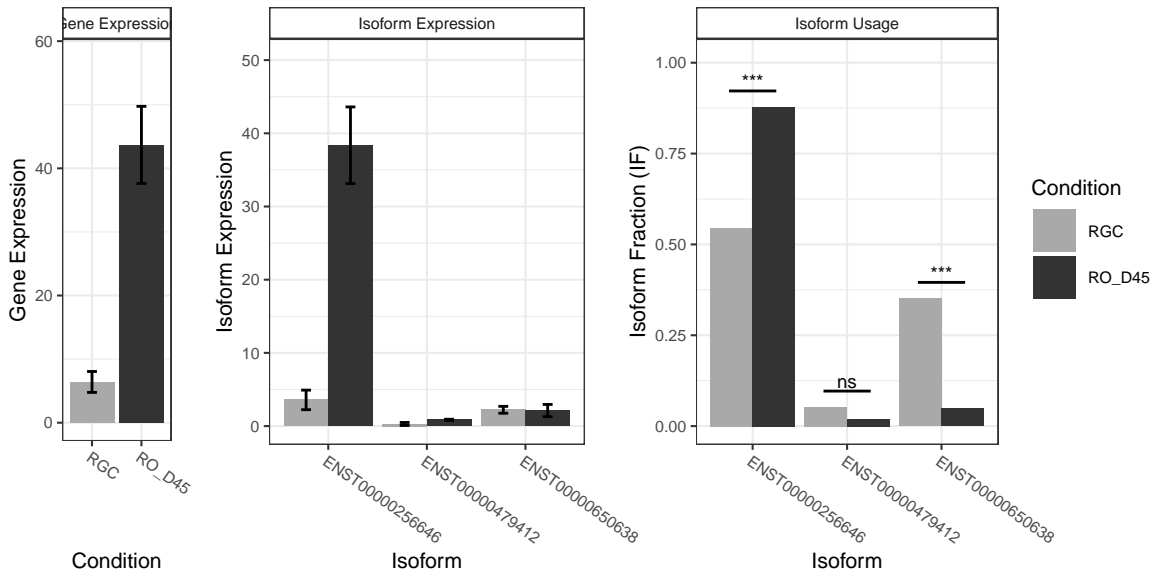 Gene Expression
Gene Expression
60
40
20
0
RGC
RO_D45
Condition
Isoform Expression
Isoform Expression
50
40
30
20
10
0
ENST00000256646
ENST00000479412
ENST00000650638
Isoform
Isoform Usage
Isoform Fraction (IF)
1.00
0.75
0.50
0.25
0.00
***
ns
***
ENST00000256646
ENST00000479412
ENST00000650638
Isoform
Condition
RGC
RO_D45